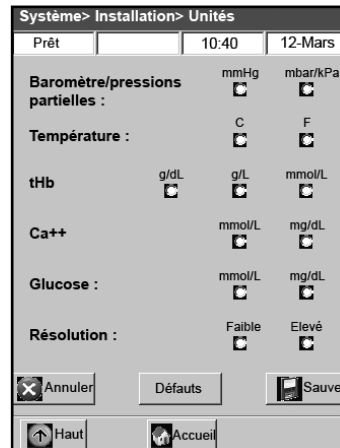 Système> Installation> Unités
Prêt 10:40 12-Mars
mmHg mbar/kPa
Baromètre/pressions
partielles :
C F
Température :
g/dL g/L mmol/L
tHb
mmol/L mg/dL
Ca++
mmol/L mg/dL
Glucose :
Faible Elevé
Résolution :
Annuler Défauts Sauve
Haut Accueil